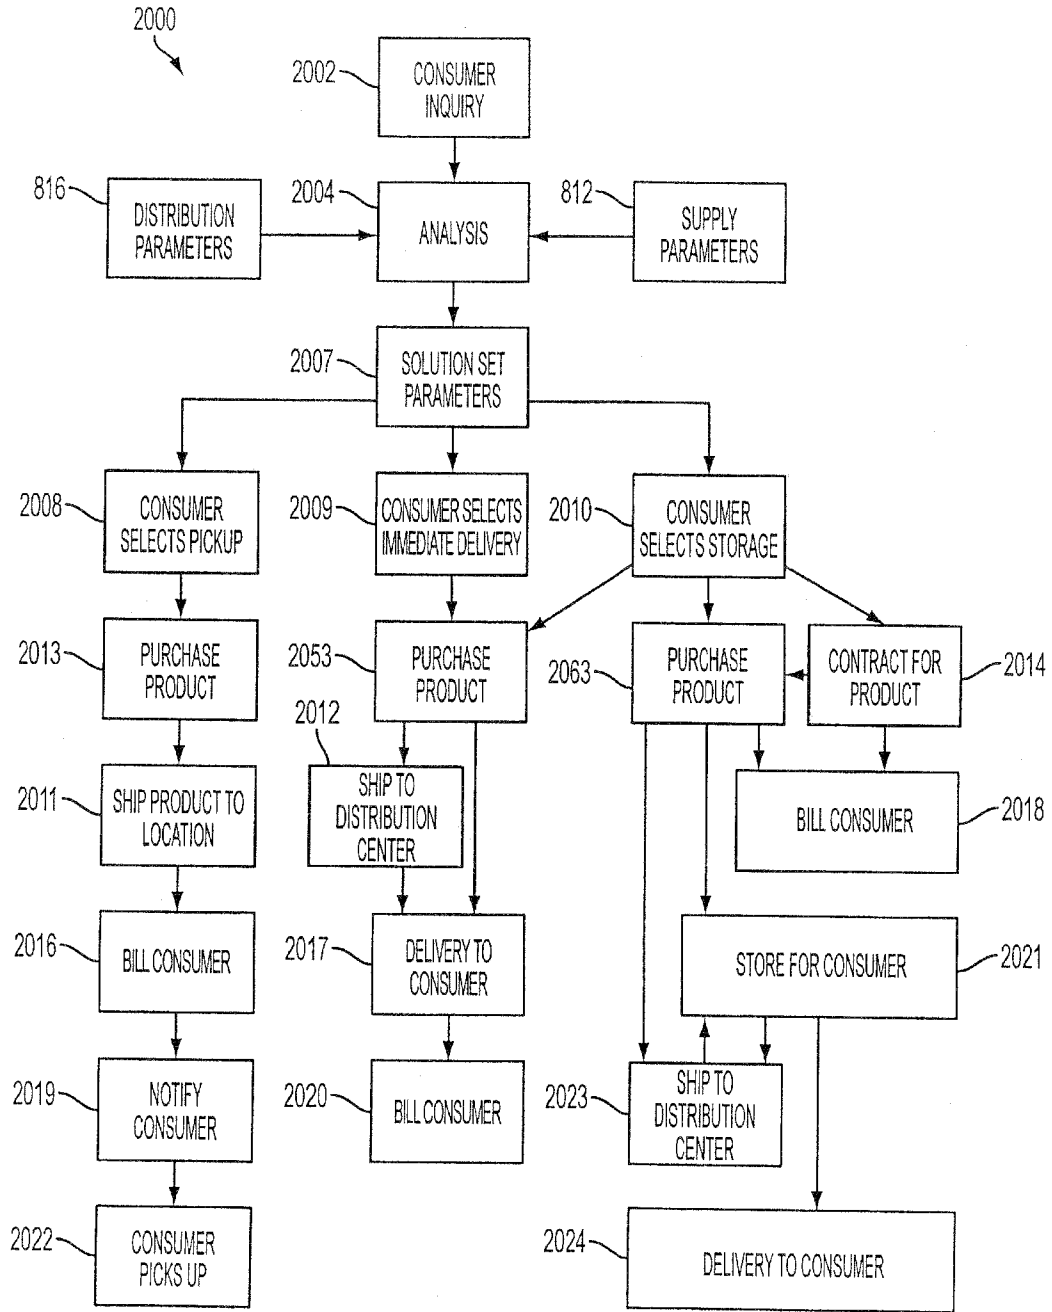 2000
2002
CONSUMER
INQUIRY
816
DISTRIBUTION
PARAMETERS
2004
ANALYSIS
812
SUPPLY
PARAMETERS
2007
SOLUTION SET
PARAMETERS
2008
CONSUMER
SELECTS PICKUP
2009
CONSUMER SELECTS
IMMEDIATE DELIVERY
2010
CONSUMER
SELECTS STORAGE
2013
PURCHASE
PRODUCT
2053
PURCHASE
PRODUCT
2063
PURCHASE
PRODUCT
CONTRACT FOR
PRODUCT
2014
2012
SHIP TO
DISTRIBUTION
CENTER
2011
SHIP PRODUCT TO
LOCATION
BILL CONSUMER
2018
2016
BILL CONSUMER
2017
DELIVERY TO
CONSUMER
STORE FOR CONSUMER
2021
2019
NOTIFY
CONSUMER
2020
BILL CONSUMER
2023
SHIP TO
DISTRIBUTION
CENTER
2022
CONSUMER
PICKS UP
2024
DELIVERY TO CONSUMER